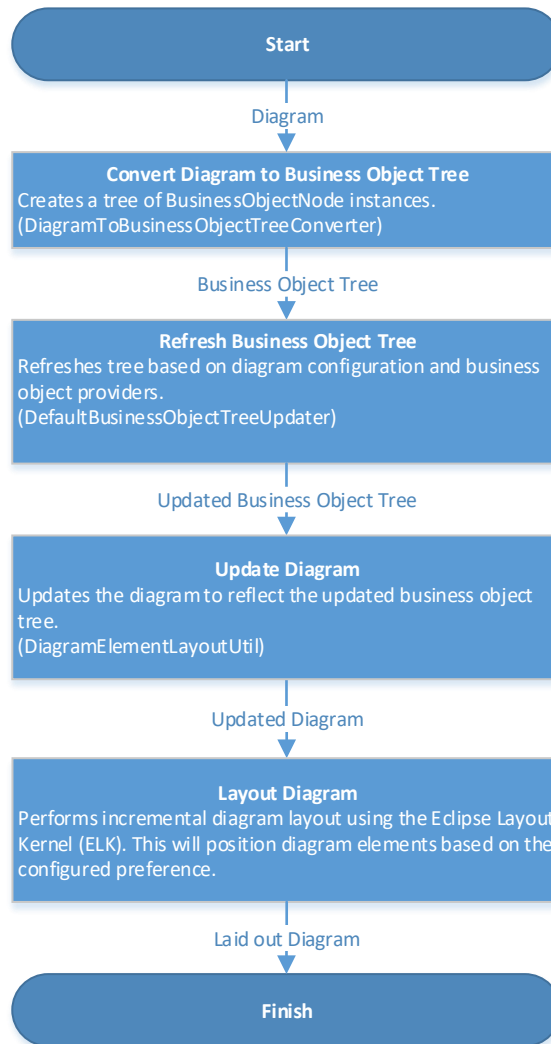 Start
Diagram
Convert Diagram to Business Object Tree
Creates a tree of BusinessObjectNode instances.
(DiagramToBusinessObjectTreeConverter)
Business Object Tree
Refresh Business Object Tree
Refreshes tree based on diagram configuration and business
object providers.
(DefaultBusinessObjectTreeUpdater)
Updated Business Object Tree
Update Diagram
Updates the diagram to reflect the updated business object
tree.
(DiagramElementLayoutUtil)
Updated Diagram
Layout Diagram
Performs incremental diagram layout using the Eclipse Layout
Kernel (ELK). This will position diagram elements based on the
configured preference.
Laid out Diagram
Finish